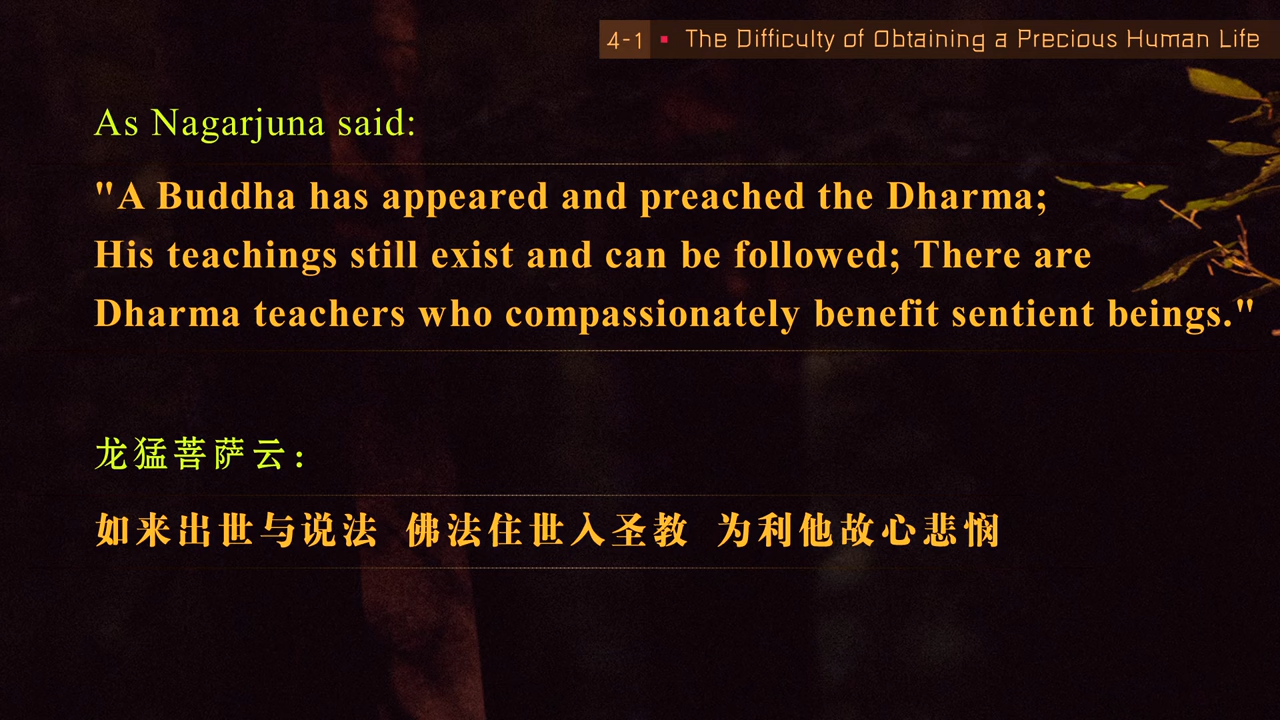 4-1 ▪ The Difficulty of Obtaining a Precious Human Life
As Nagarjuna said:
"A Buddha has appeared and preached the Dharma;
His teachings still exist and can be followed; There are
Dharma teachers who compassionately benefit sentient beings."
龙猛菩萨云：
如来出世与说法 佛法住世入圣教 为利他故心悲悯